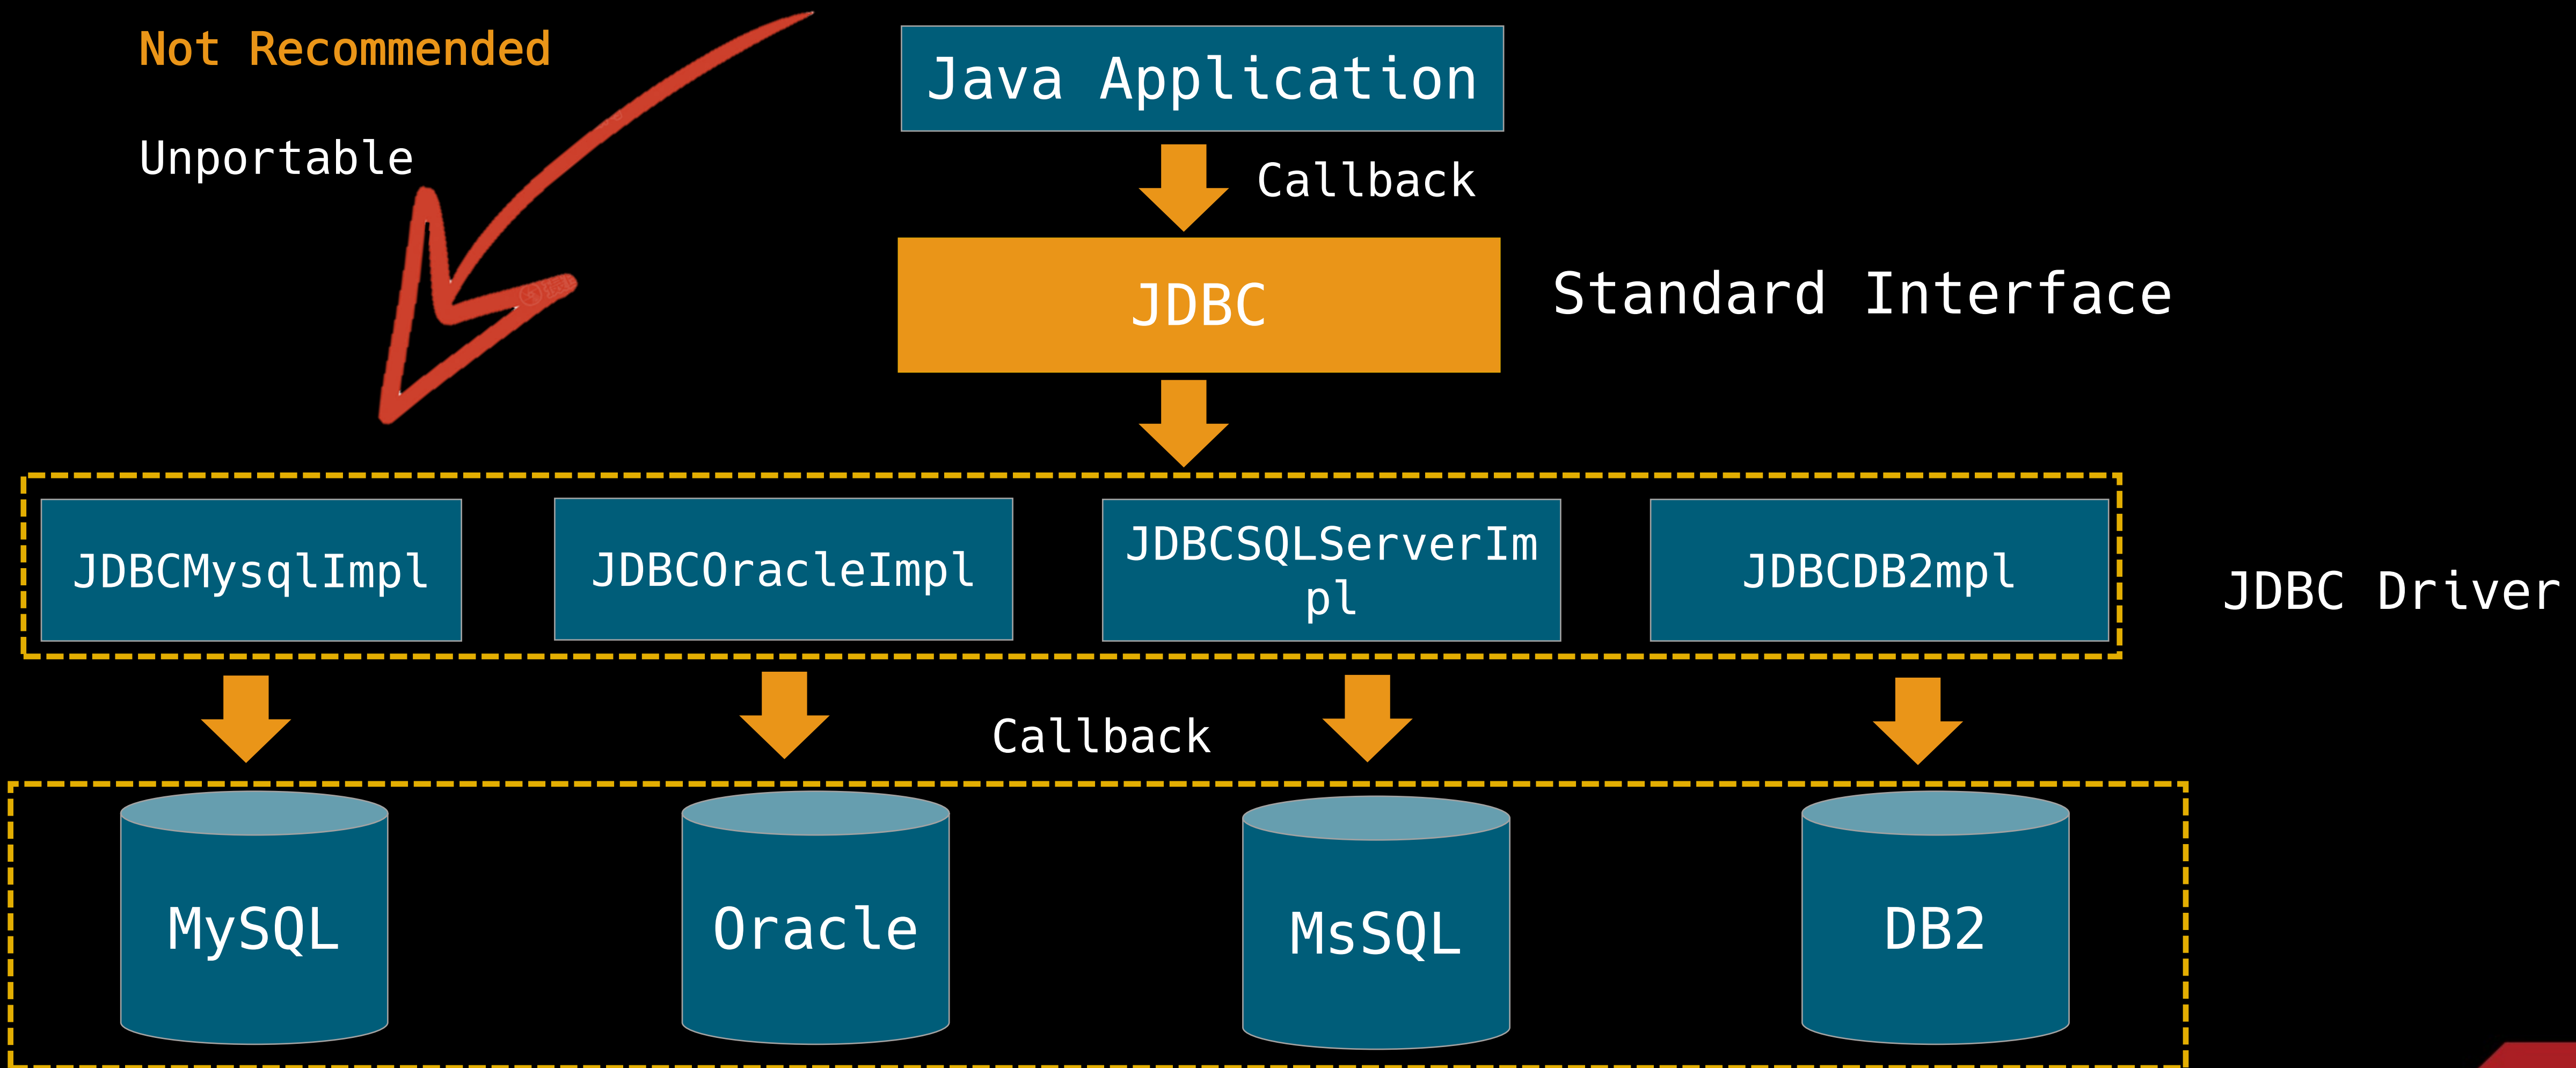 Not Recommended
Unportable
Java Application
Callback
JDBC
Standard Interface
JDBCMysqlImpl
JDBCOracleImpl
JDBCSQLServerIm
pl
JDBCDB2mpl
JDBC Driver
Callback
MySQL
Oracle
MsSQL
DB2